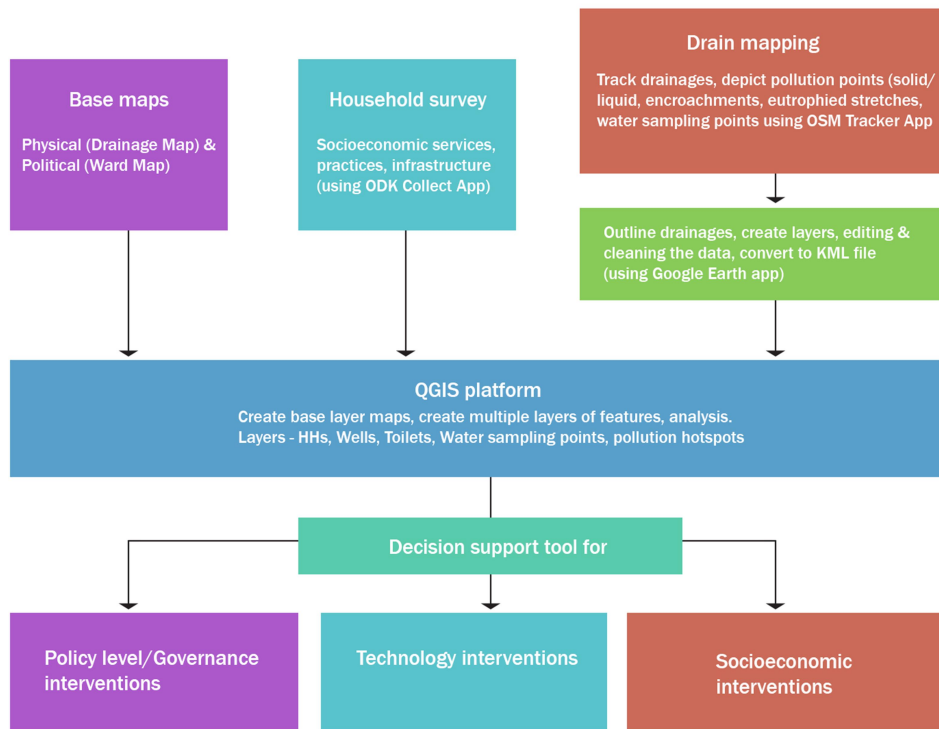 Base maps
Physical (Drainage Map) &
Political (Ward Map)
Household survey
Socioeconomic services,
practices, infrastructure
(using ODK Collect App)
Drain mapping
Track drainages, depict pollution points (solid/
liquid, encroachments, eutrophied stretches,
water sampling points using OSM Tracker App
Outline drainages, create layers, editing &
cleaning the data, convert to KML file
(using Google Earth app)
QGIS platform
Create base layer maps, create multiple layers of features, analysis.
Layers - HHs, Wells, Toilets, Water sampling points, pollution hotspots
Decision support tool for
Policy level/Governance
interventions
Technology interventions
Socioeconomic
interventions